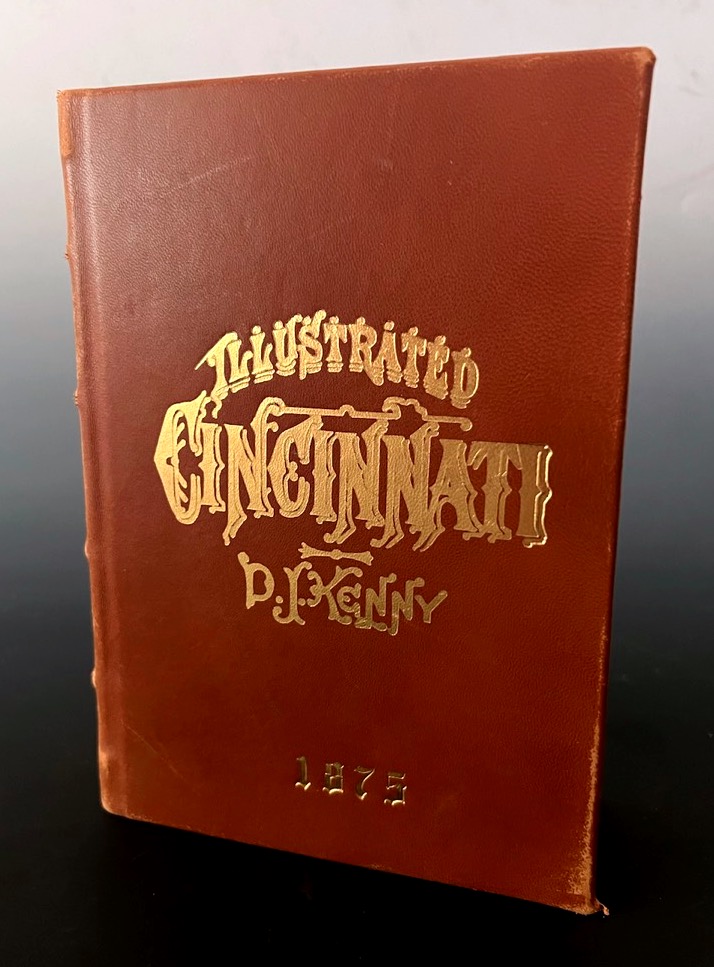 ILLUSTRATED
CINCINNATI
D.J. KENNY
1875